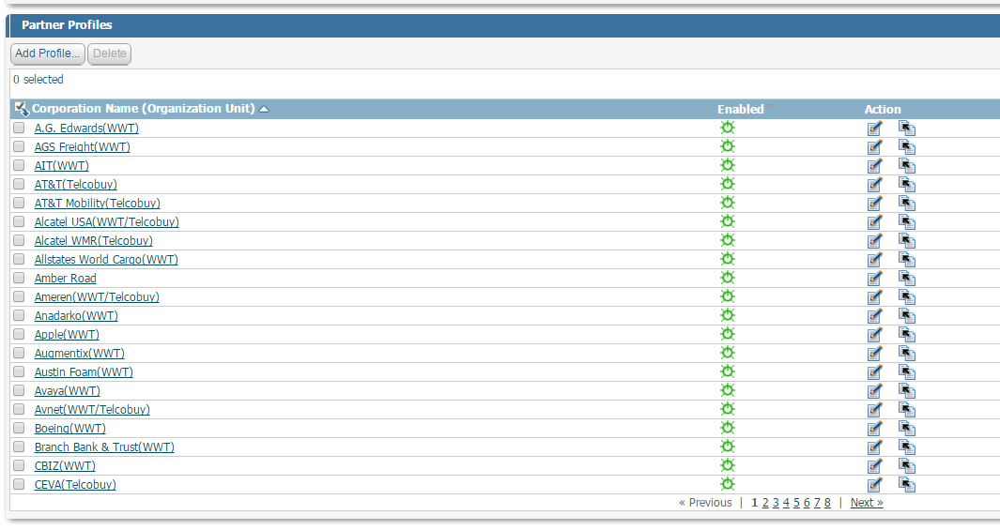 Partner Profiles
Add Profile... Delete
0 selected
Corporation Name (Organization Unit) Enabled Action
A.G. Edwards(WWT)
AGS Freight(WWT)
AIT(WWT)
AT&T(Telcobuy)
AT&T Mobility(Telcobuy)
Alcatel USA(WWT/Telcobuy)
Alcatel WMR(Telcobuy)
Allstates World Cargo(WWT)
Amber Road
Ameren(WWT/Telcobuy)
Anadarko(WWT)
Apple(WWT)
Augmentix(WWT)
Austin Foam(WWT)
Avaya(WWT)
Avnet(WWT/Telcobuy)
Boeing(WWT)
Branch Bank & Trust(WWT)
CBIZ(WWT)
CEVA(Telcobuy)
« Previous | 1 2 3 4 5 6 7 8 | Next »